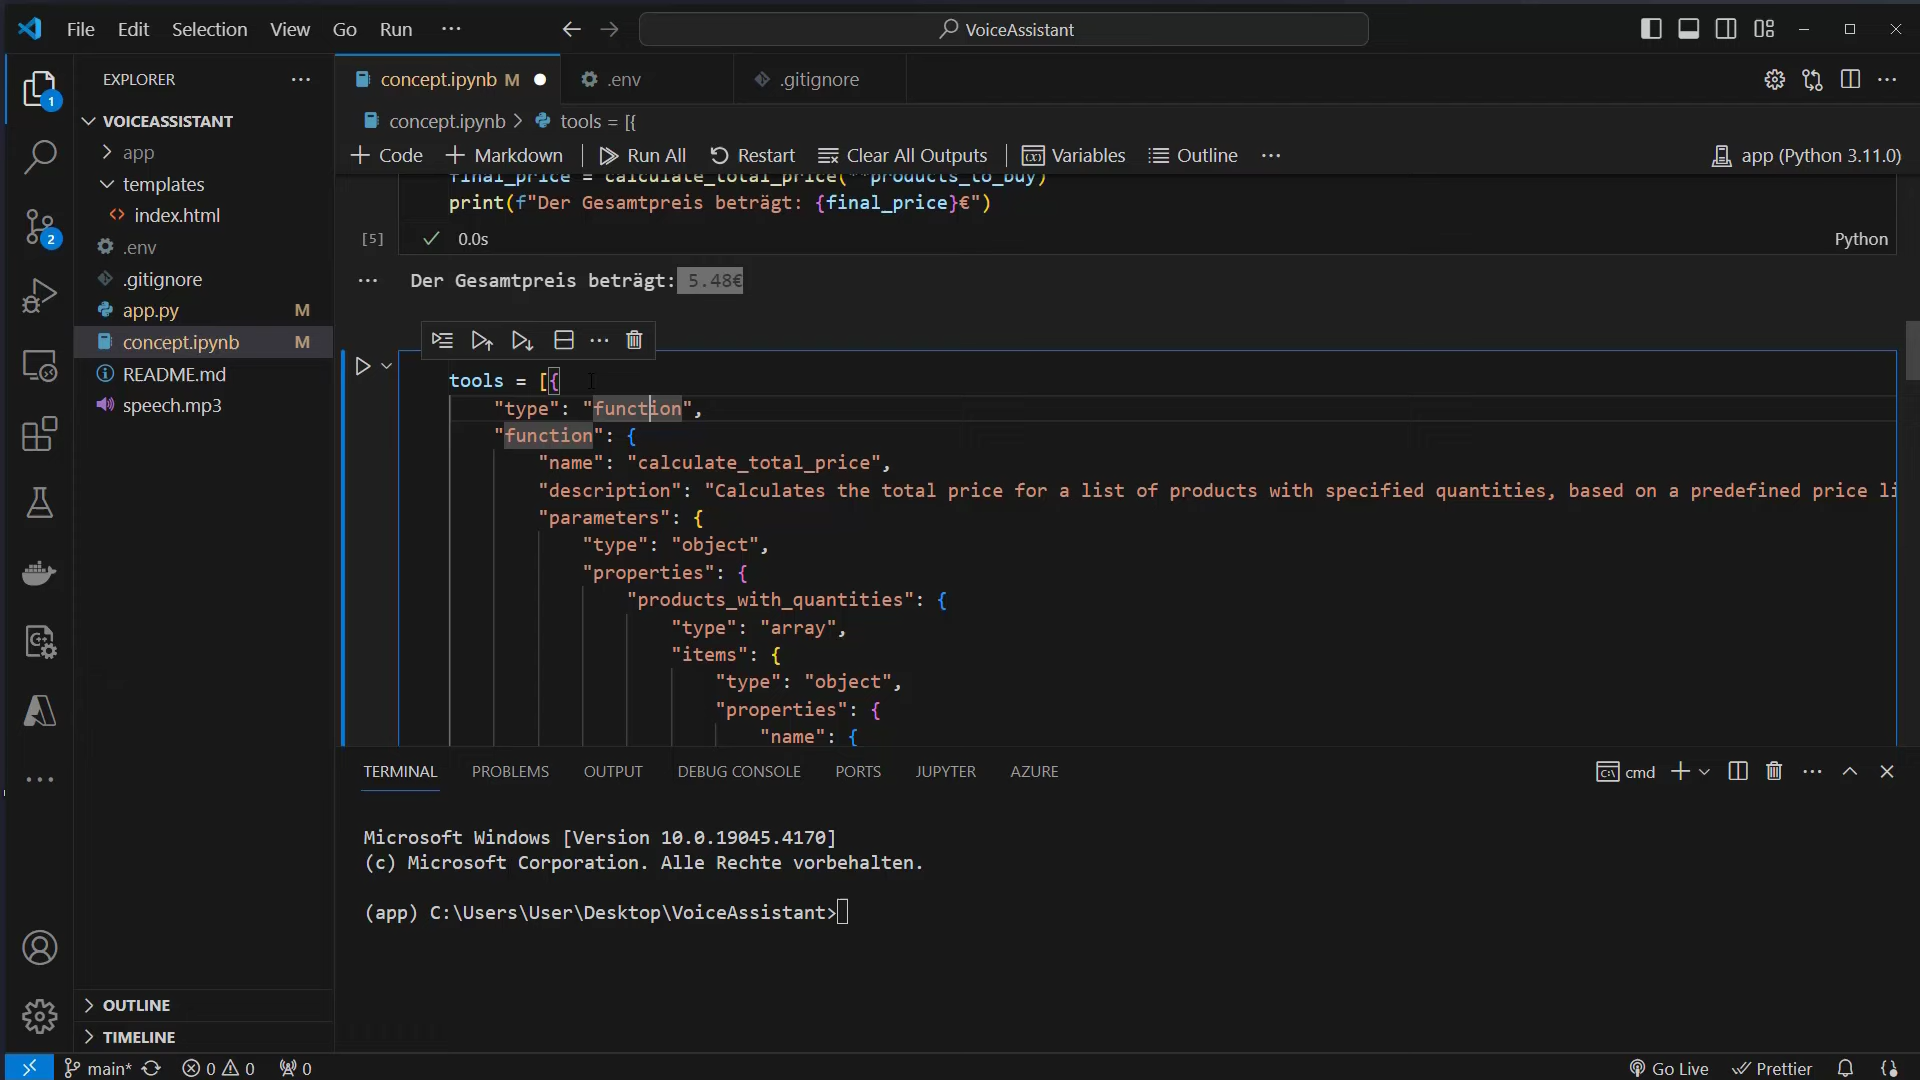 File Edit Selection View Go Run ··· VoiceAssistant
EXPLORER ···
concept.ipynb M
.env
.gitignore
VOICEASSISTANT
app
templates
index.html
.env
.gitignore
app.py M
concept.ipynb M
README.md
speech.mp3
OUTLINE
TIMELINE
1
2
concept.ipynb > tools = [{
+ Code + Markdown Run All Restart Clear All Outputs Variables Outline ··· app (Python 3.11.0)
final_price = calculate_total_price(**products_to_buy)
print(f"Der Gesamtpreis beträgt: {final_price}€")
[5] 0.0s Python
Der Gesamtpreis beträgt: 5.48€
tools = [{
"type": "function",
"function": {
"name": "calculate_total_price",
"description": "Calculates the total price for a list of products with specified quantities, based on a predefined price li
"parameters": {
"type": "object",
"properties": {
"products_with_quantities": {
"type": "array",
"items": {
"type": "object",
"properties": {
"name": {
TERMINAL PROBLEMS OUTPUT DEBUG CONSOLE PORTS JUPYTER AZURE cmd
Microsoft Windows [Version 10.0.19045.4170]
(c) Microsoft Corporation. Alle Rechte vorbehalten.
(app) C:\Users\User\Desktop\VoiceAssistant>
main* 0 0 0 Go Live Prettier